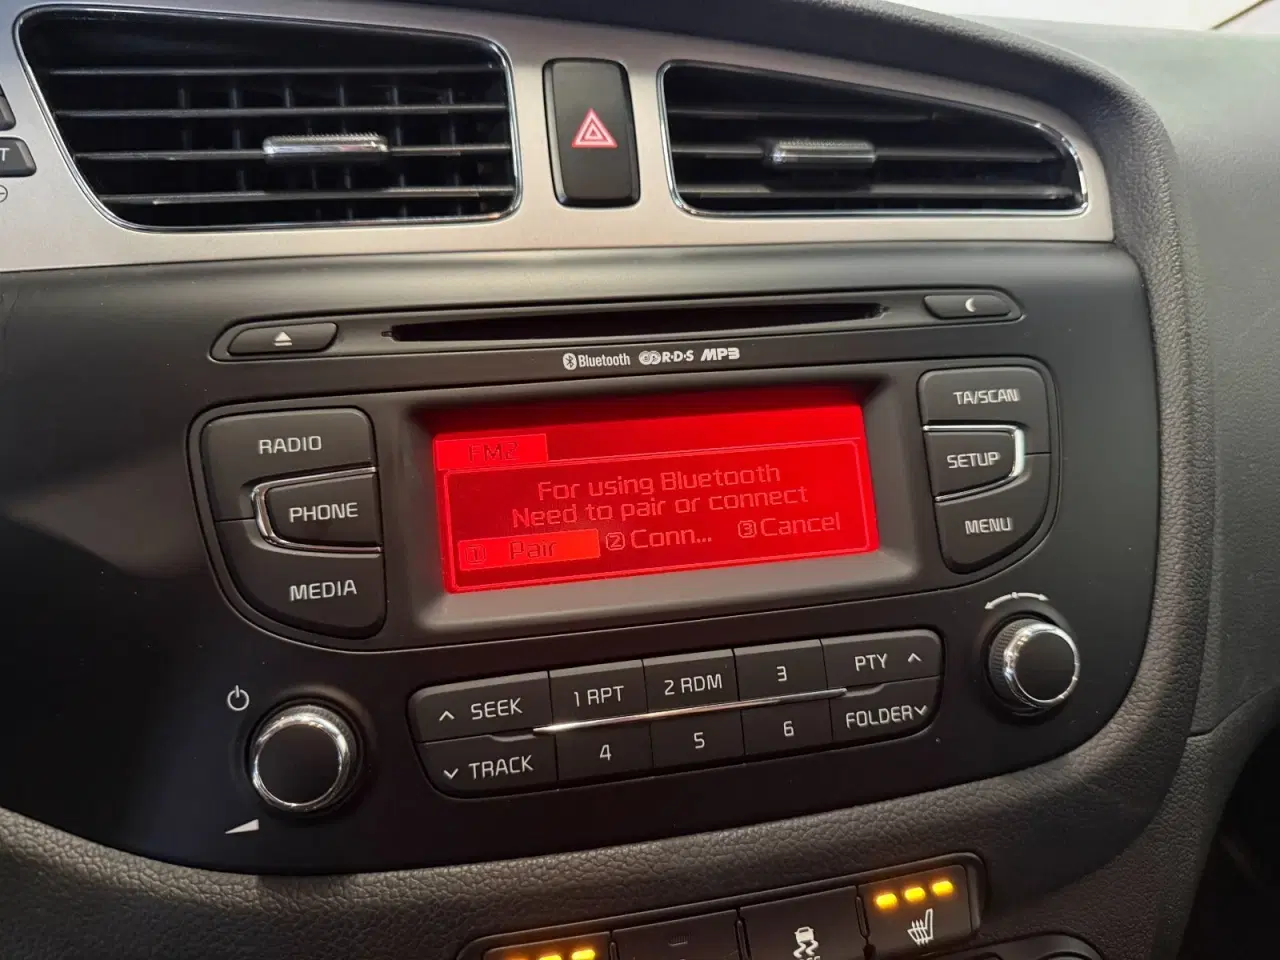 Bluetooth R·D·S MP3
RADIO
PHONE
MEDIA
FM2
For using Bluetooth
Need to pair or connect
1 Pair 2 Conn... 3 Cancel
TA/SCAN
SETUP
MENU
SEEK
TRACK
1 RPT
2 RDM
3
4
5
6
PTY
FOLDER